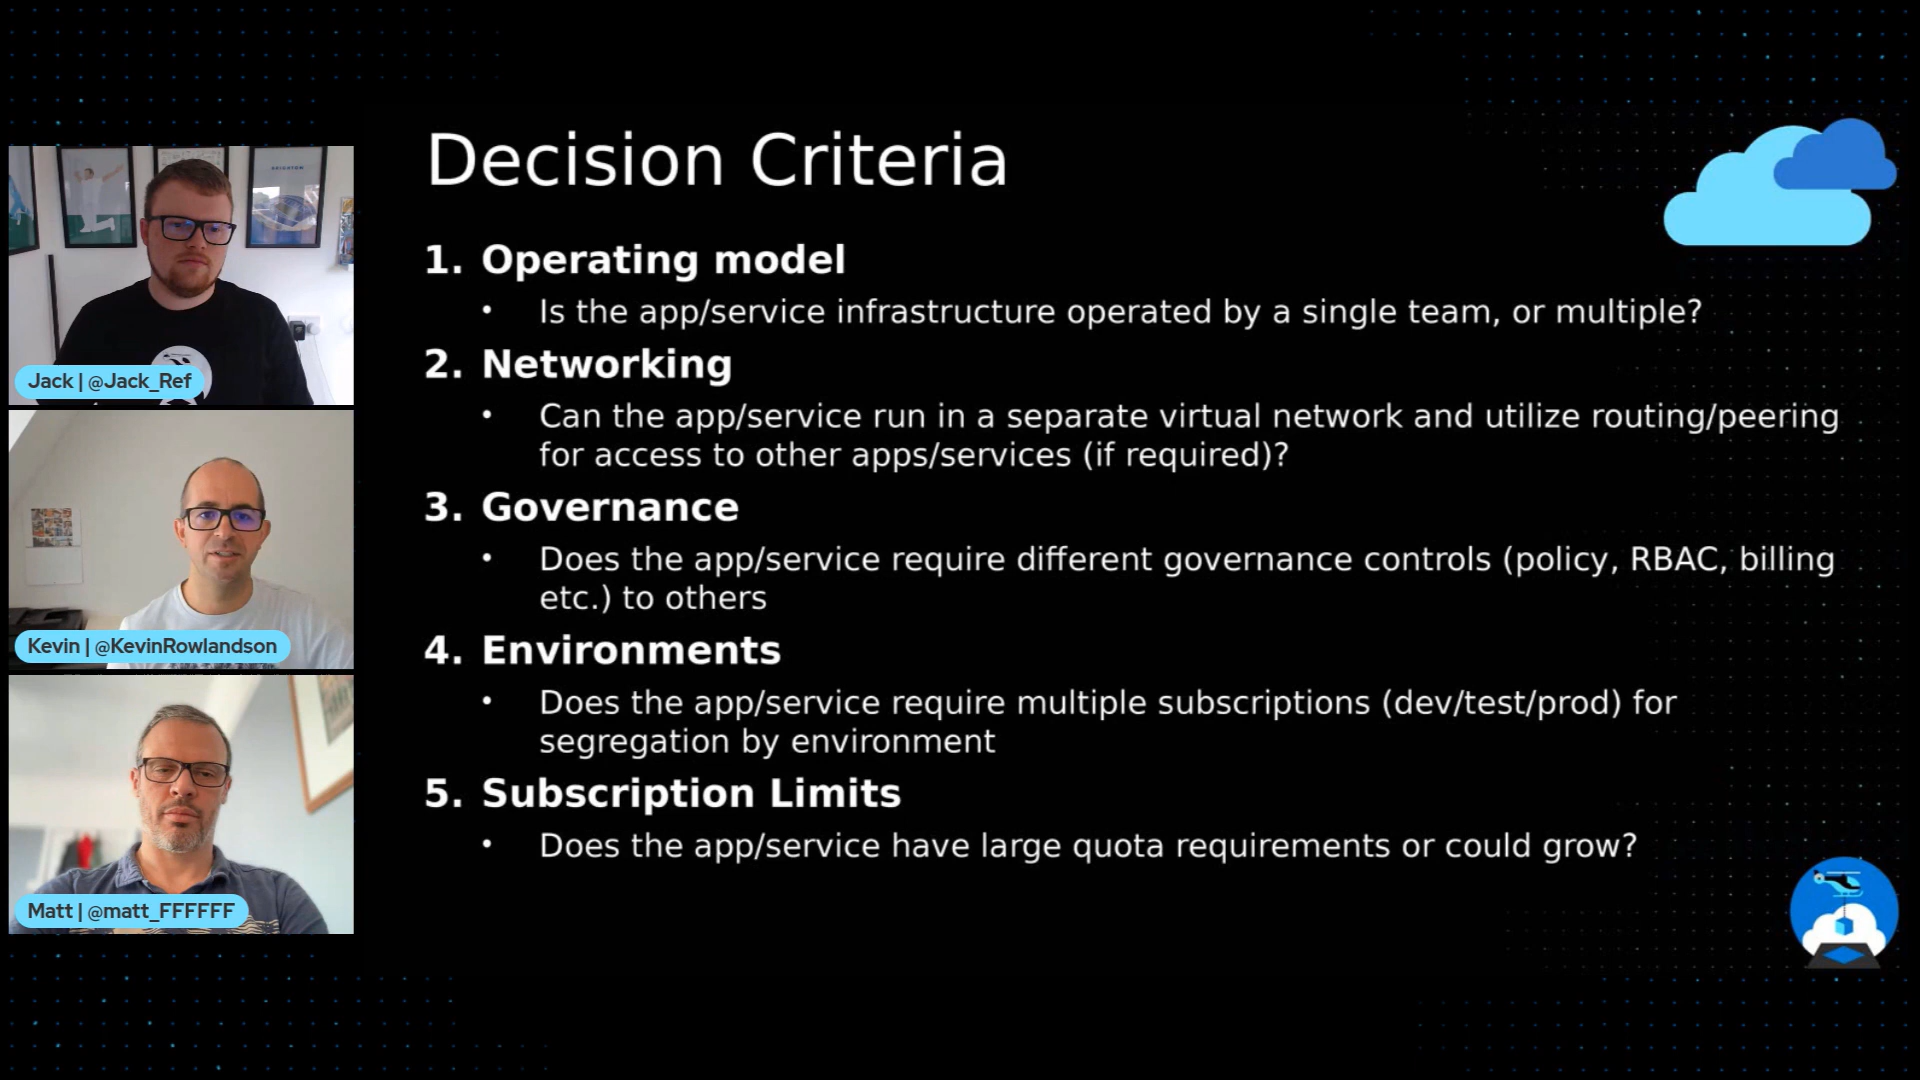 Decision Criteria
1. Operating model
• Is the app/service infrastructure operated by a single team, or multiple?
2. Networking
• Can the app/service run in a separate virtual network and utilize routing/peering
for access to other apps/services (if required)?
3. Governance
• Does the app/service require different governance controls (policy, RBAC, billing
etc.) to others
4. Environments
• Does the app/service require multiple subscriptions (dev/test/prod) for
segregation by environment
5. Subscription Limits
• Does the app/service have large quota requirements or could grow?
BRIGHTON
Jack | @Jack_Ref
Kevin | @KevinRowlandson
Matt | @matt_FFFFFF